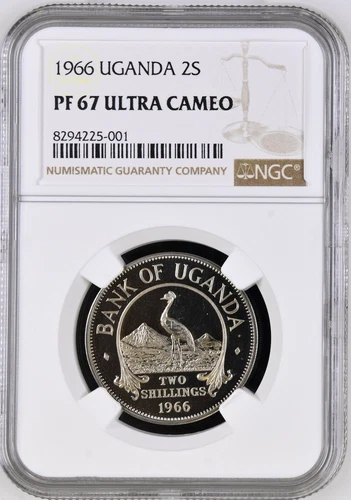 1966 UGANDA 2S
PF 67 ULTRA CAMEO
8294225-001
NUMISMATIC GUARANTY COMPANY
NGC
BANK OF UGANDA
TWO
SHILLINGS
1966